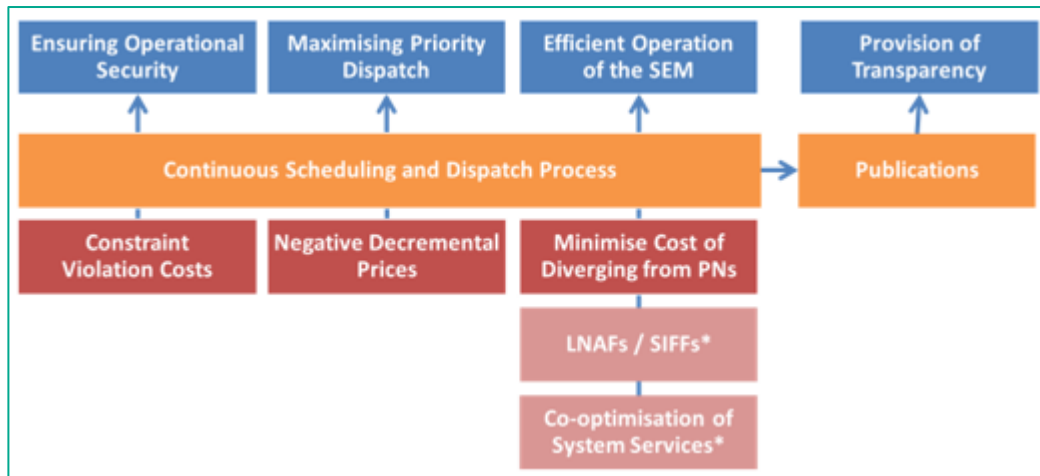 Ensuring Operational
Security
Maximising Priority
Dispatch
Efficient Operation
of the SEM
Provision of
Transparency
Continuous Scheduling and Dispatch Process
Publications
Constraint
Violation Costs
Negative Decremental
Prices
Minimise Cost of
Diverging from PNs
LNAFs / SIFFs*
Co-optimisation of
System Services*